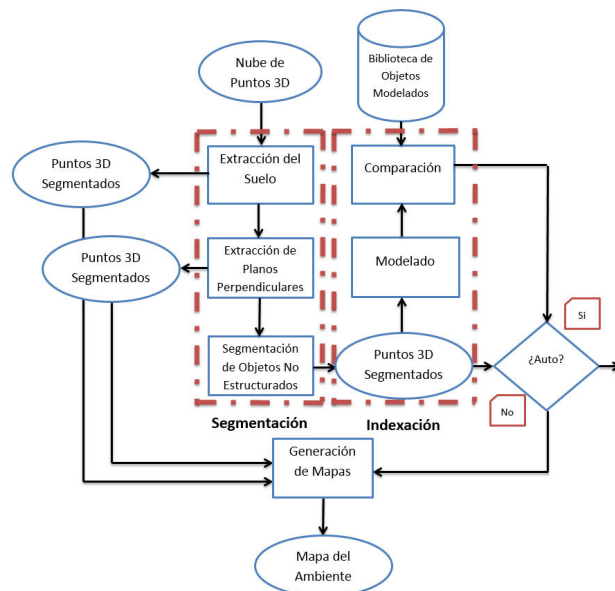 Nube de
Puntos 3D
Biblioteca de
Objetos
Modelados
Puntos 3D
Segmentados
Extracción del
Suelo
Comparación
Puntos 3D
Segmentados
Extracción de
Planos
Perpendiculares
Modelado
Segmentación
de Objetos No
Estructurados
Puntos 3D
Segmentados
¿Auto?
Si
No
Segmentación
Indexación
Generación
de Mapas
Mapa del
Ambiente